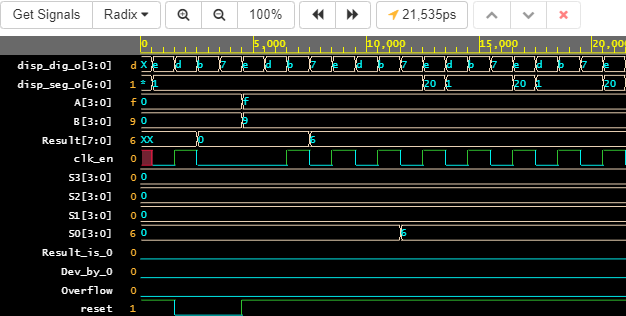 Get Signals Radix 100% 21,535ps
0 5,000 10,000 15,000 20,0
disp_dig_o[3:0] d X e d b 7 e d b 7 e d b 7 e d b 7 e d b 7 e
disp_seg_o[6:0] 1 * 1 20 1 20 1 20
A[3:0] f 0 f
B[3:0] 9 0 9
Result[7:0] 6 XX 0 6
clk_en 0
S3[3:0] 0 0
S2[3:0] 0 0
S1[3:0] 0 0
S0[3:0] 6 0 6
Result_is_0 0
Dev_by_0 0
Overflow 0
reset 1